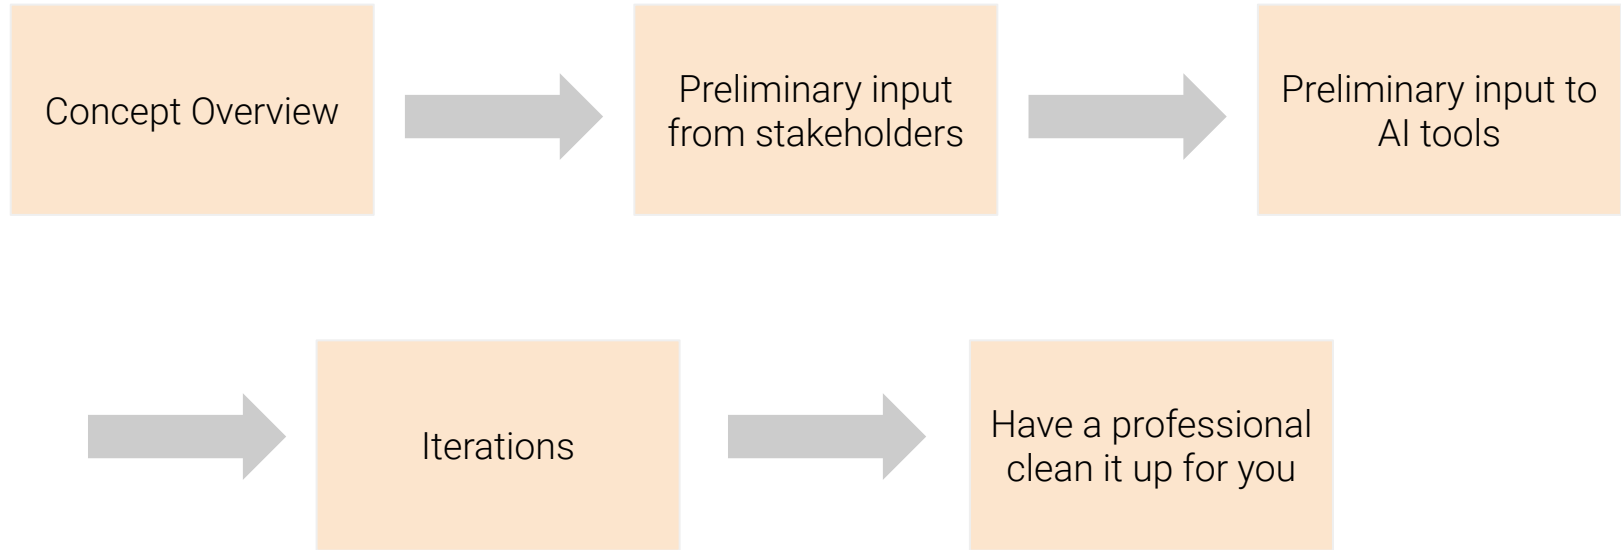 Concept Overview
Preliminary input
from stakeholders
Preliminary input to
AI tools
Iterations
Have a professional
clean it up for you